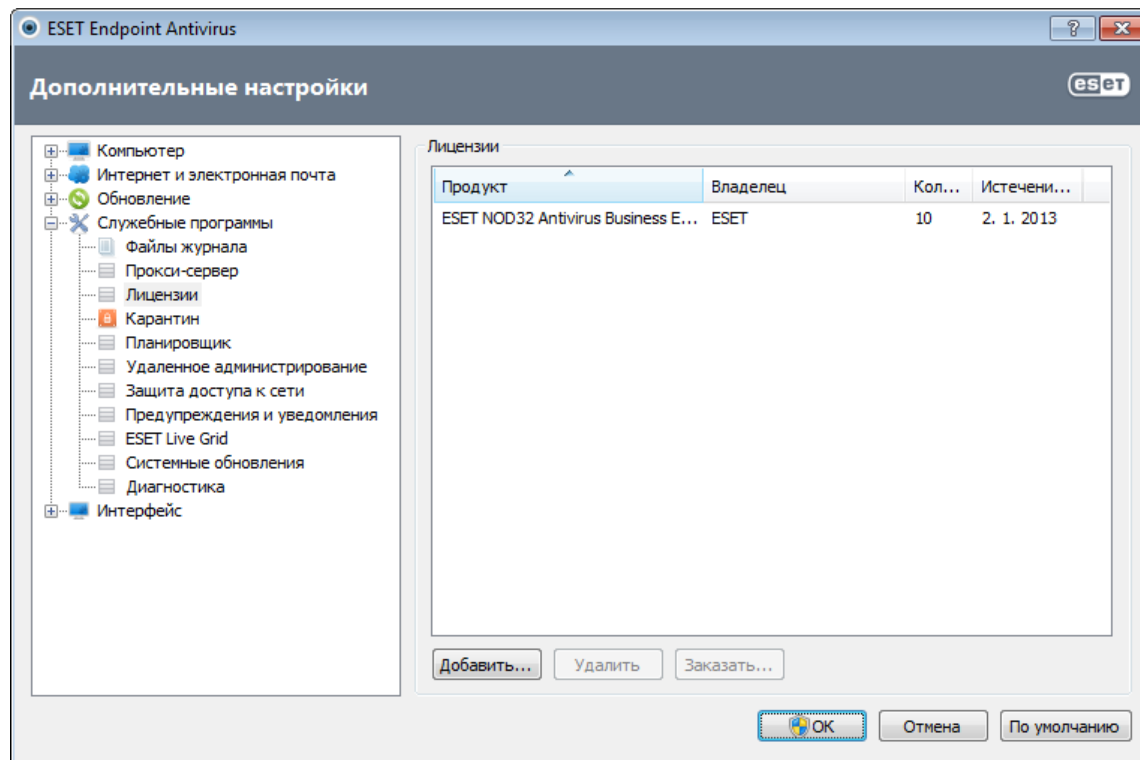 ESET Endpoint Antivirus
?
Дополнительные настройки
eset
Компьютер
Интернет и электронная почта
Обновление
Служебные программы
Файлы журнала
Прокси-сервер
Лицензии
Карантин
Планировщик
Удаленное администрирование
Защита доступа к сети
Предупреждения и уведомления
ESET Live Grid
Системные обновления
Диагностика
Интерфейс
Лицензии
Продукт Владелец Кол... Истечени...
ESET NOD32 Antivirus Business E... ESET 10 2. 1. 2013
Добавить... Удалить Заказать...
ОК Отмена По умолчанию